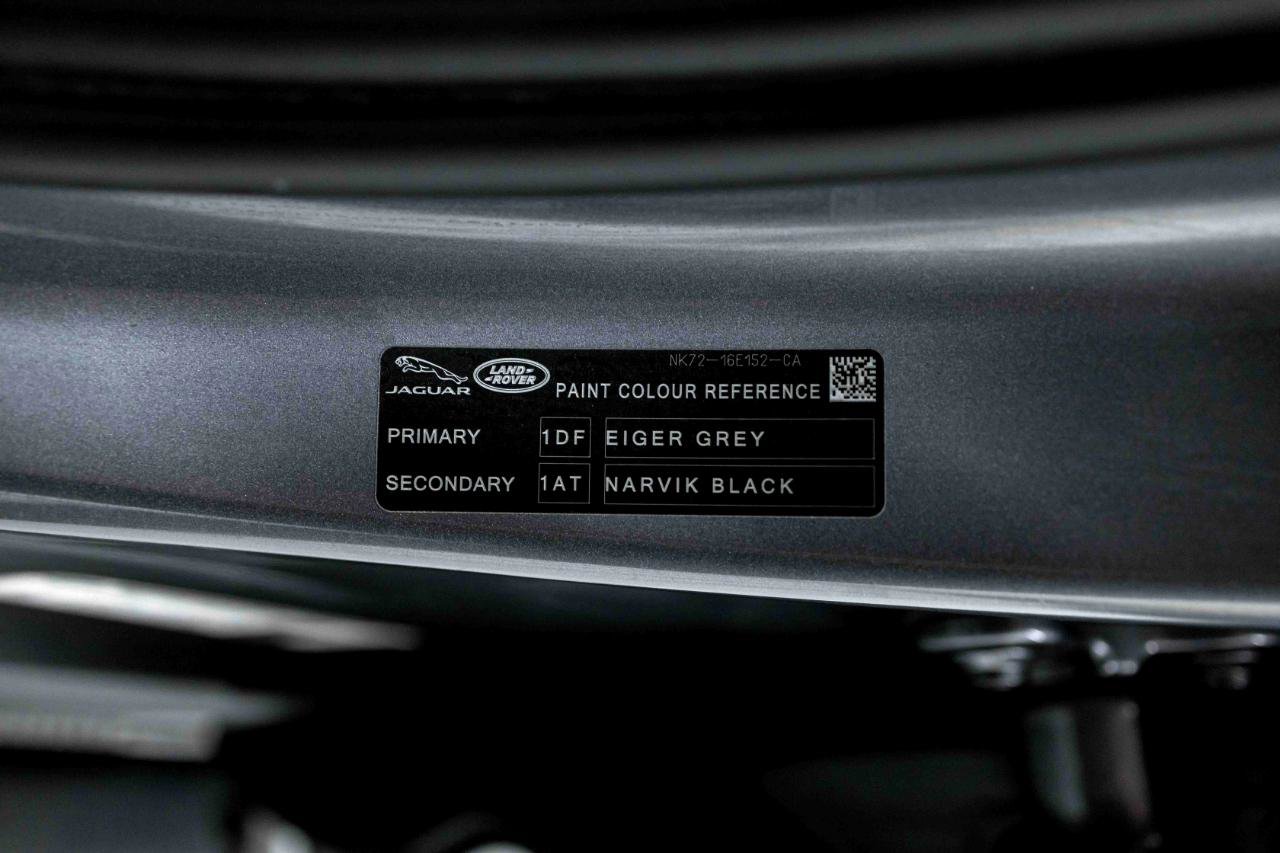 NK72-16E152-CA
JAGUAR LAND-ROVER PAINT COLOUR REFERENCE
PRIMARY 1DF EIGER GREY
SECONDARY 1AT NARVIK BLACK